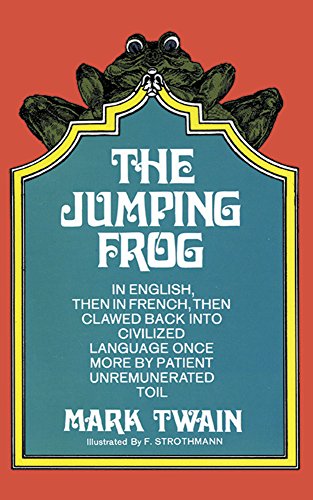 THE
JUMPING
FROG
IN ENGLISH,
THEN IN FRENCH, THEN
CLAWED BACK INTO
CIVILIZED
LANGUAGE ONCE
MORE BY PATIENT
UNREMUNERATED
TOIL
MARK TWAIN
Illustrated By F. STROTHMANN